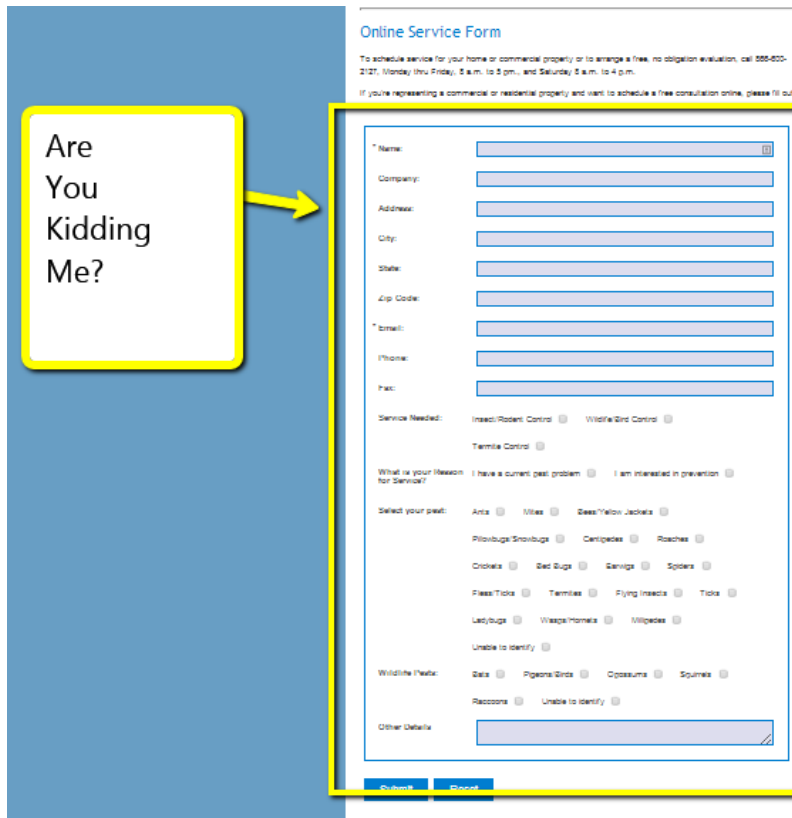 Online Service Form
To schedule service for your home or commercial property or to arrange a free, no obligation evaluation, call 866-600-
2127, Monday thru Friday, 8 a.m. to 5 pm., and Saturday 8 a.m. to 4 p.m.
If you're representing a commercial or residential property and want to schedule a free consultation online, please fill out
Are
You
Kidding
Me?
* Name:
Company:
Address:
City:
State:
Zip Code:
* Email:
Phone:
Fax:
Service Needed: Insect/Rodent Control Wildlife/Bird Control
Termite Control
What is your Reason for Service? I have a current pest problem I am interested in prevention
Select your pest: Ants Mites Bees/Yellow Jackets
Pillowbugs/Snowbugs Centipedes Roaches
Crickets Bed Bugs Earwigs Spiders
Fleas/Ticks Termites Flying Insects Ticks
Ladybugs Wasps/Hornets Millipedes
Unable to identify
Wildlife Pests: Bats Pigeons/Birds Opossums Squirrels
Raccoons Unable to identify
Other Details
Submit Reset